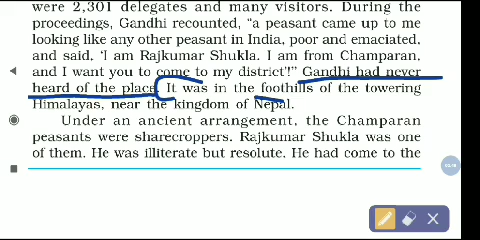 were 2,301 delegates and many visitors. During the
proceedings, Gandhi recounted, “a peasant came up to me
looking like any other peasant in India, poor and emaciated,
and said, ‘I am Rajkumar Shukla. I am from Champaran,
and I want you to come to my district’!” Gandhi had never
heard of the place. It was in the foothills of the towering
Himalayas, near the kingdom of Nepal.
Under an ancient arrangement, the Champaran
peasants were sharecroppers. Rajkumar Shukla was one
of them. He was illiterate but resolute. He had come to the